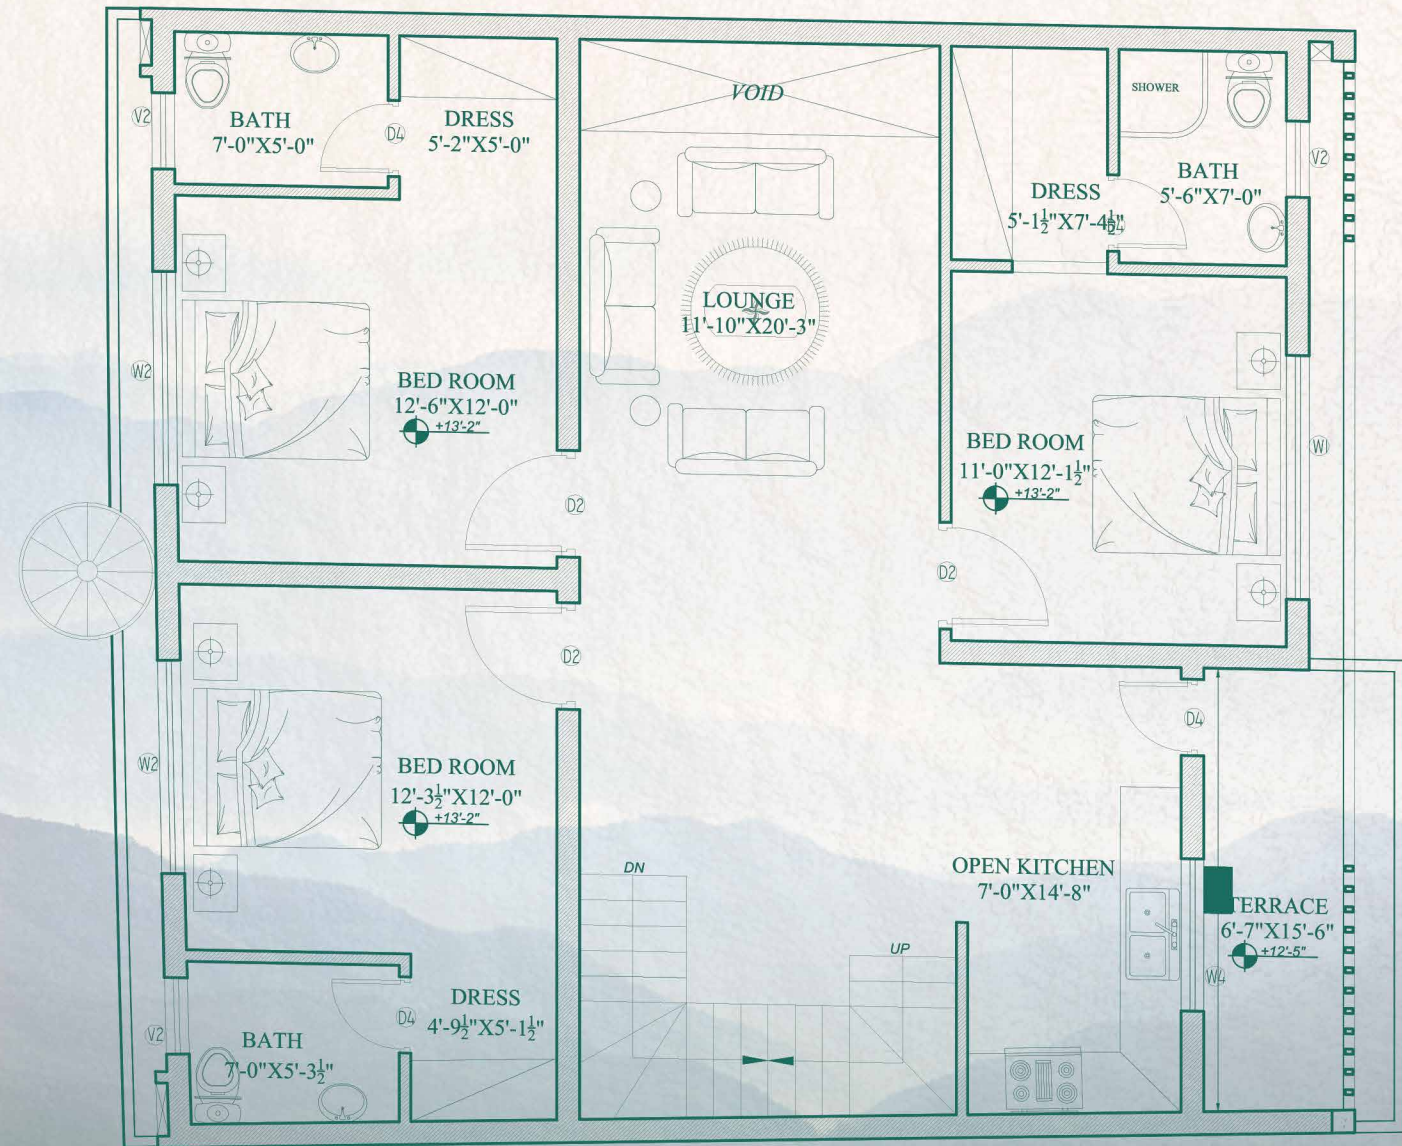 VOID
V2
BATH
7'-0"X5'-0"
D4
DRESS
5'-2"X5'-0"
SHOWER
BATH
5'-6"X7'-0"
V2
DRESS
5'-1½"X7'-4½"
D4
LOUNGE
11'-10"X20'-3"
W2
BED ROOM
12'-6"X12'-0"
+13'-2"
BED ROOM
11'-0"X12'-1½"
+13'-2"
W1
D2
D2
D2
D4
W2
BED ROOM
12'-3½"X12'-0"
+13'-2"
DN
UP
OPEN KITCHEN
7'-0"X14'-8"
TERRACE
6'-7"X15'-6"
+12'-5"
W4
DRESS
4'-9½"X5'-1½"
D4
V2
BATH
7'-0"X5'-3½"